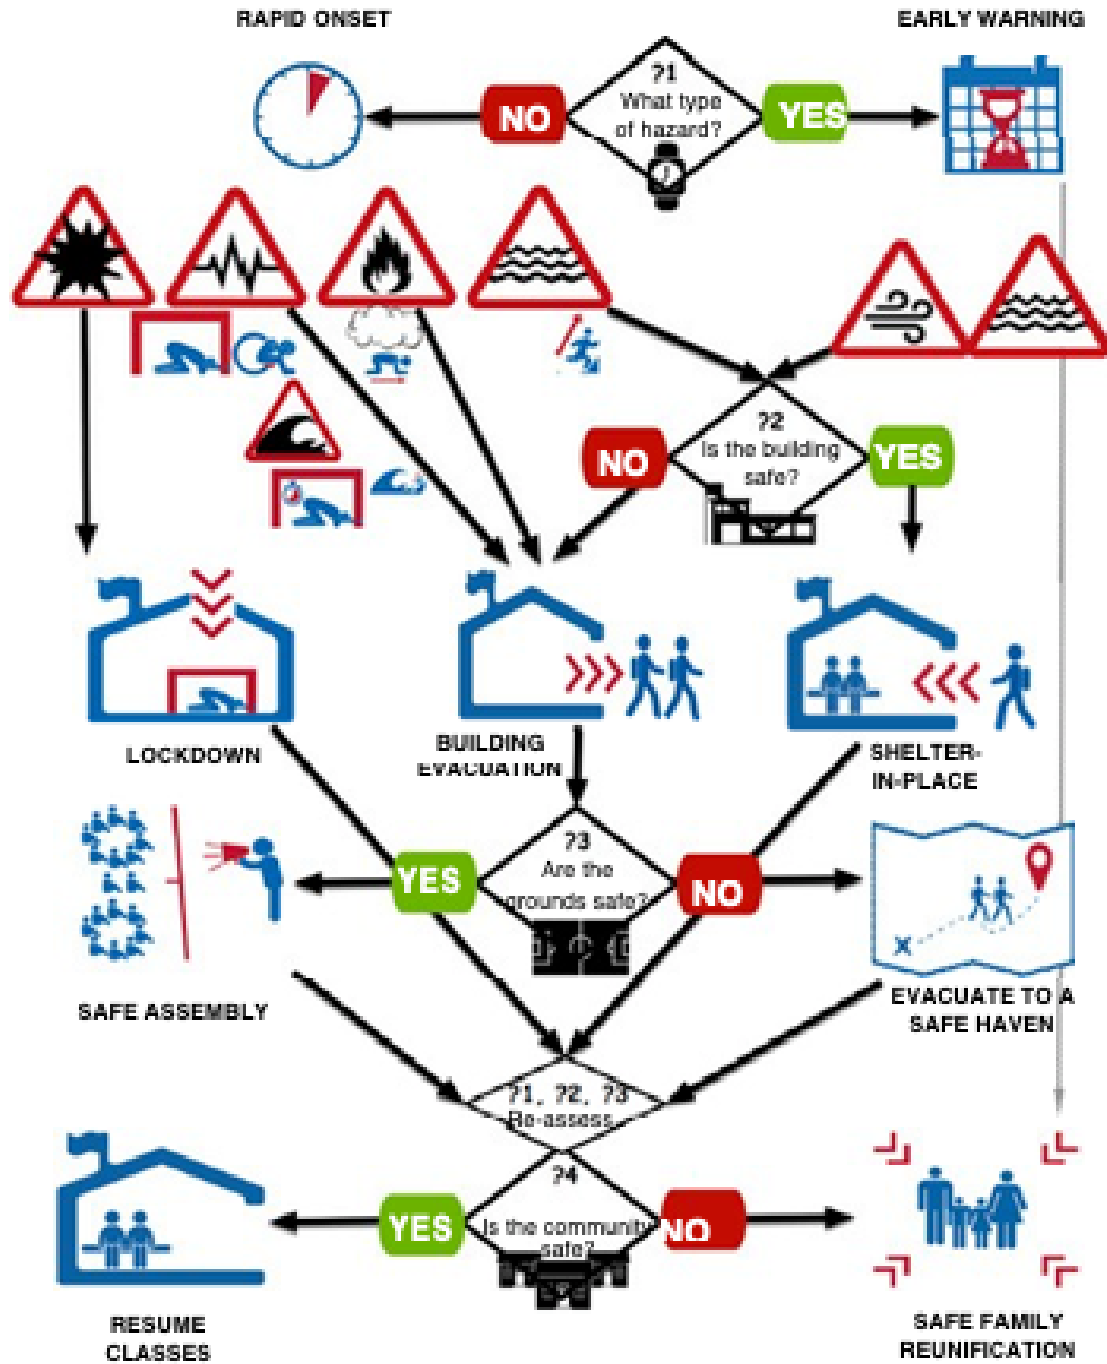 RAPID ONSET
EARLY WARNING
?1
What type
of hazard?
NO
YES
?2
Is the building
safe?
NO
YES
LOCKDOWN
BUILDING
EVACUATION
SHELTER-
IN-PLACE
?3
Are the
grounds safe?
YES
NO
X
SAFE ASSEMBLY
EVACUATE TO A
SAFE HAVEN
?1, ?2, ?3
Re-assess
?4
Is the community
safe?
YES
NO
RESUME
CLASSES
SAFE FAMILY
REUNIFICATION